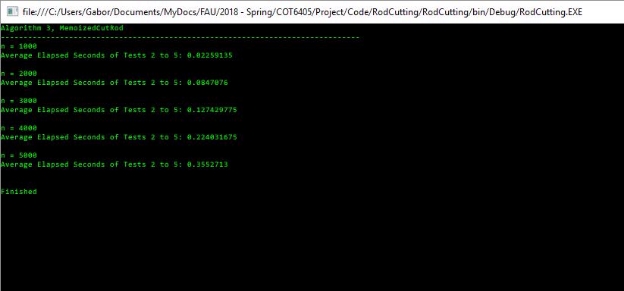 file:///C:/Users/Gabor/Documents/MyDocs/FAU/2018 - Spring/COT6405/Project/Code/RodCutting/RodCutting/bin/Debug/RodCutting.EXE
Algorithm 3, MemoizedCutRod
--------------------------------------------------------------------------------
n = 1000
Average Elapsed Seconds of Tests 2 to 5: 0.02259135
n = 2000
Average Elapsed Seconds of Tests 2 to 5: 0.0847076
n = 3000
Average Elapsed Seconds of Tests 2 to 5: 0.127429775
n = 4000
Average Elapsed Seconds of Tests 2 to 5: 0.224031675
n = 5000
Average Elapsed Seconds of Tests 2 to 5: 0.3552713
Finished